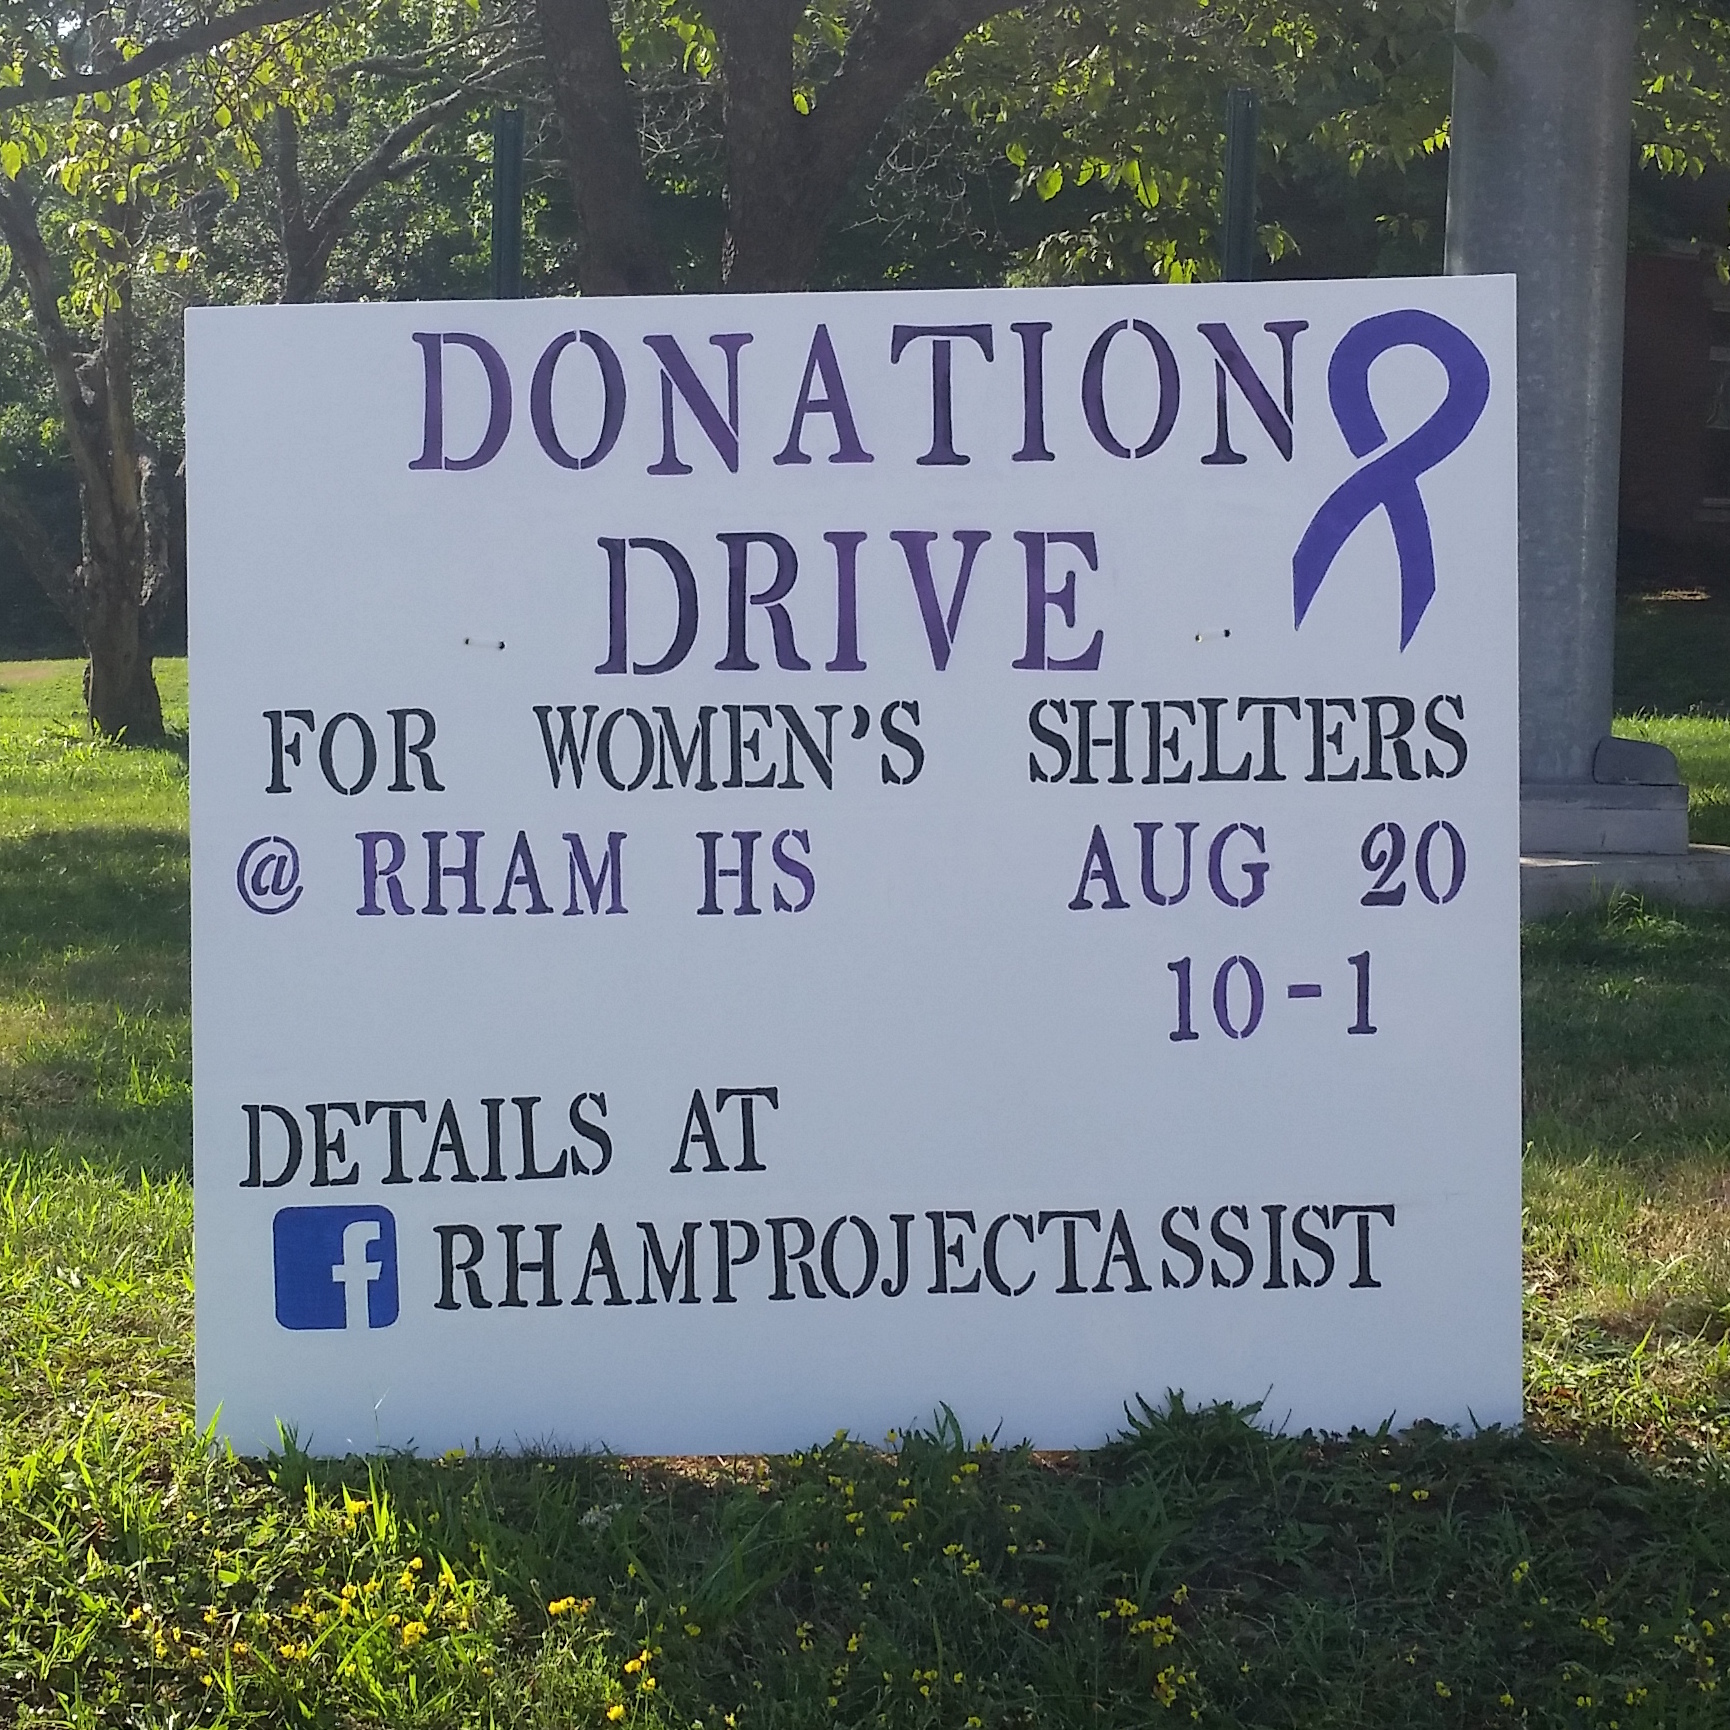 DONATION
DRIVE
FOR WOMEN'S SHELTERS
@ RHAM HS AUG 20
10-1
DETAILS AT
f RHAMPROJECTASSIST